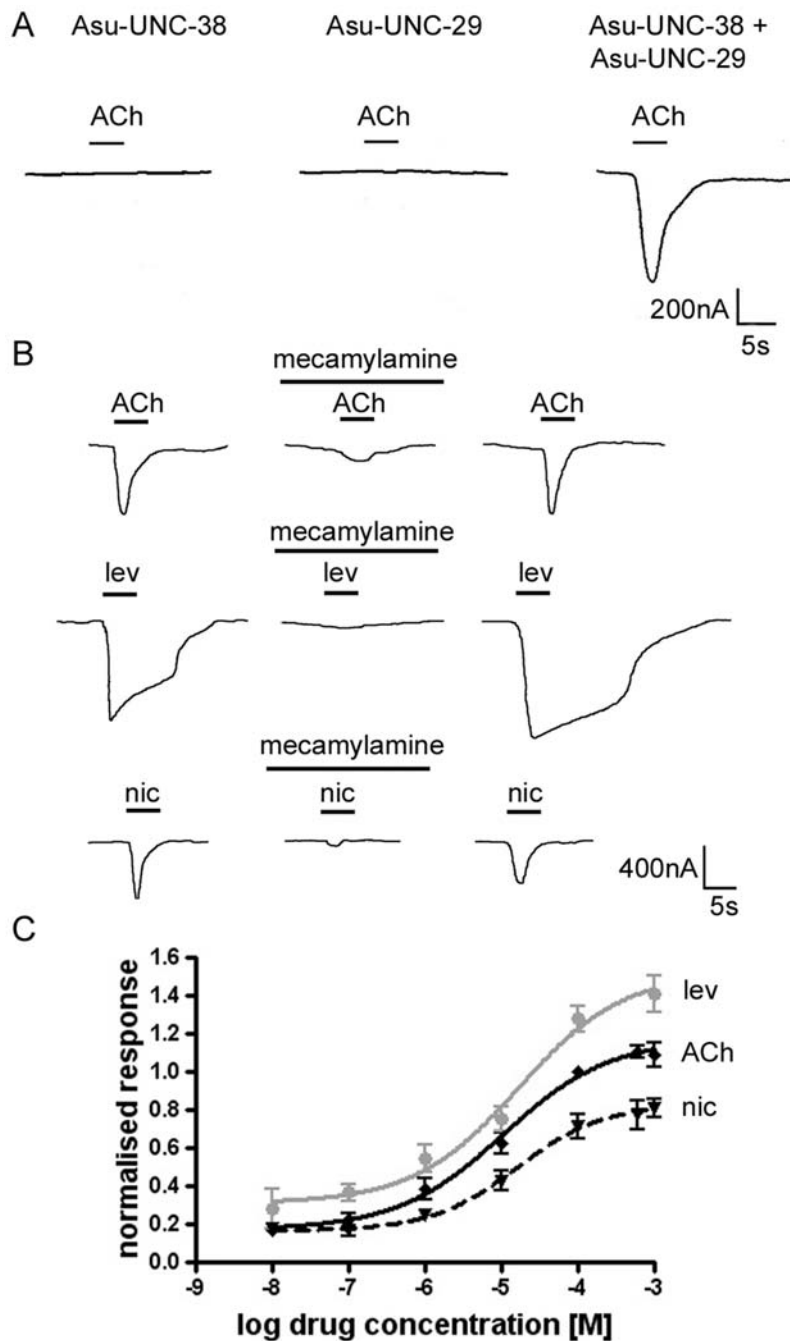 A
Asu-UNC-38
Asu-UNC-29
Asu-UNC-38 +
Asu-UNC-29
ACh
ACh
ACh
200nA
5s
B
mecamylamine
ACh
ACh
ACh
mecamylamine
lev
lev
lev
mecamylamine
nic
nic
nic
400nA
5s
C
normalised response
1.6
1.4
1.2
1.0
0.8
0.6
0.4
0.2
0.0
lev
ACh
nic
-9 -8 -7 -6 -5 -4 -3
log drug concentration [M]